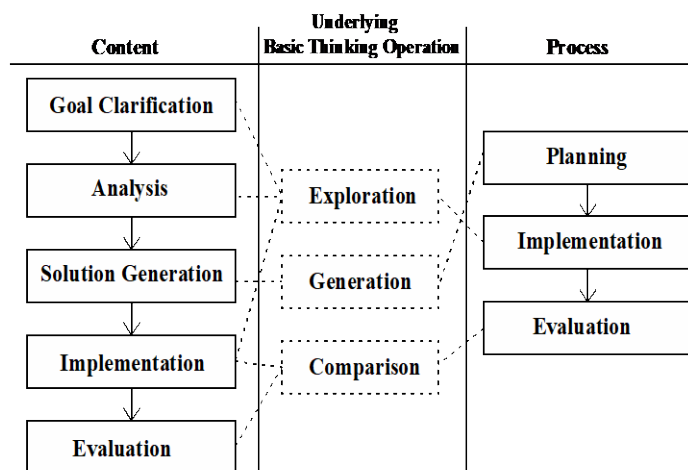 Underlying
Content
Basic Thinking Operation
Process
Goal Clarification
Analysis
Solution Generation
Implementation
Evaluation
Exploration
Generation
Comparison
Planning
Implementation
Evaluation